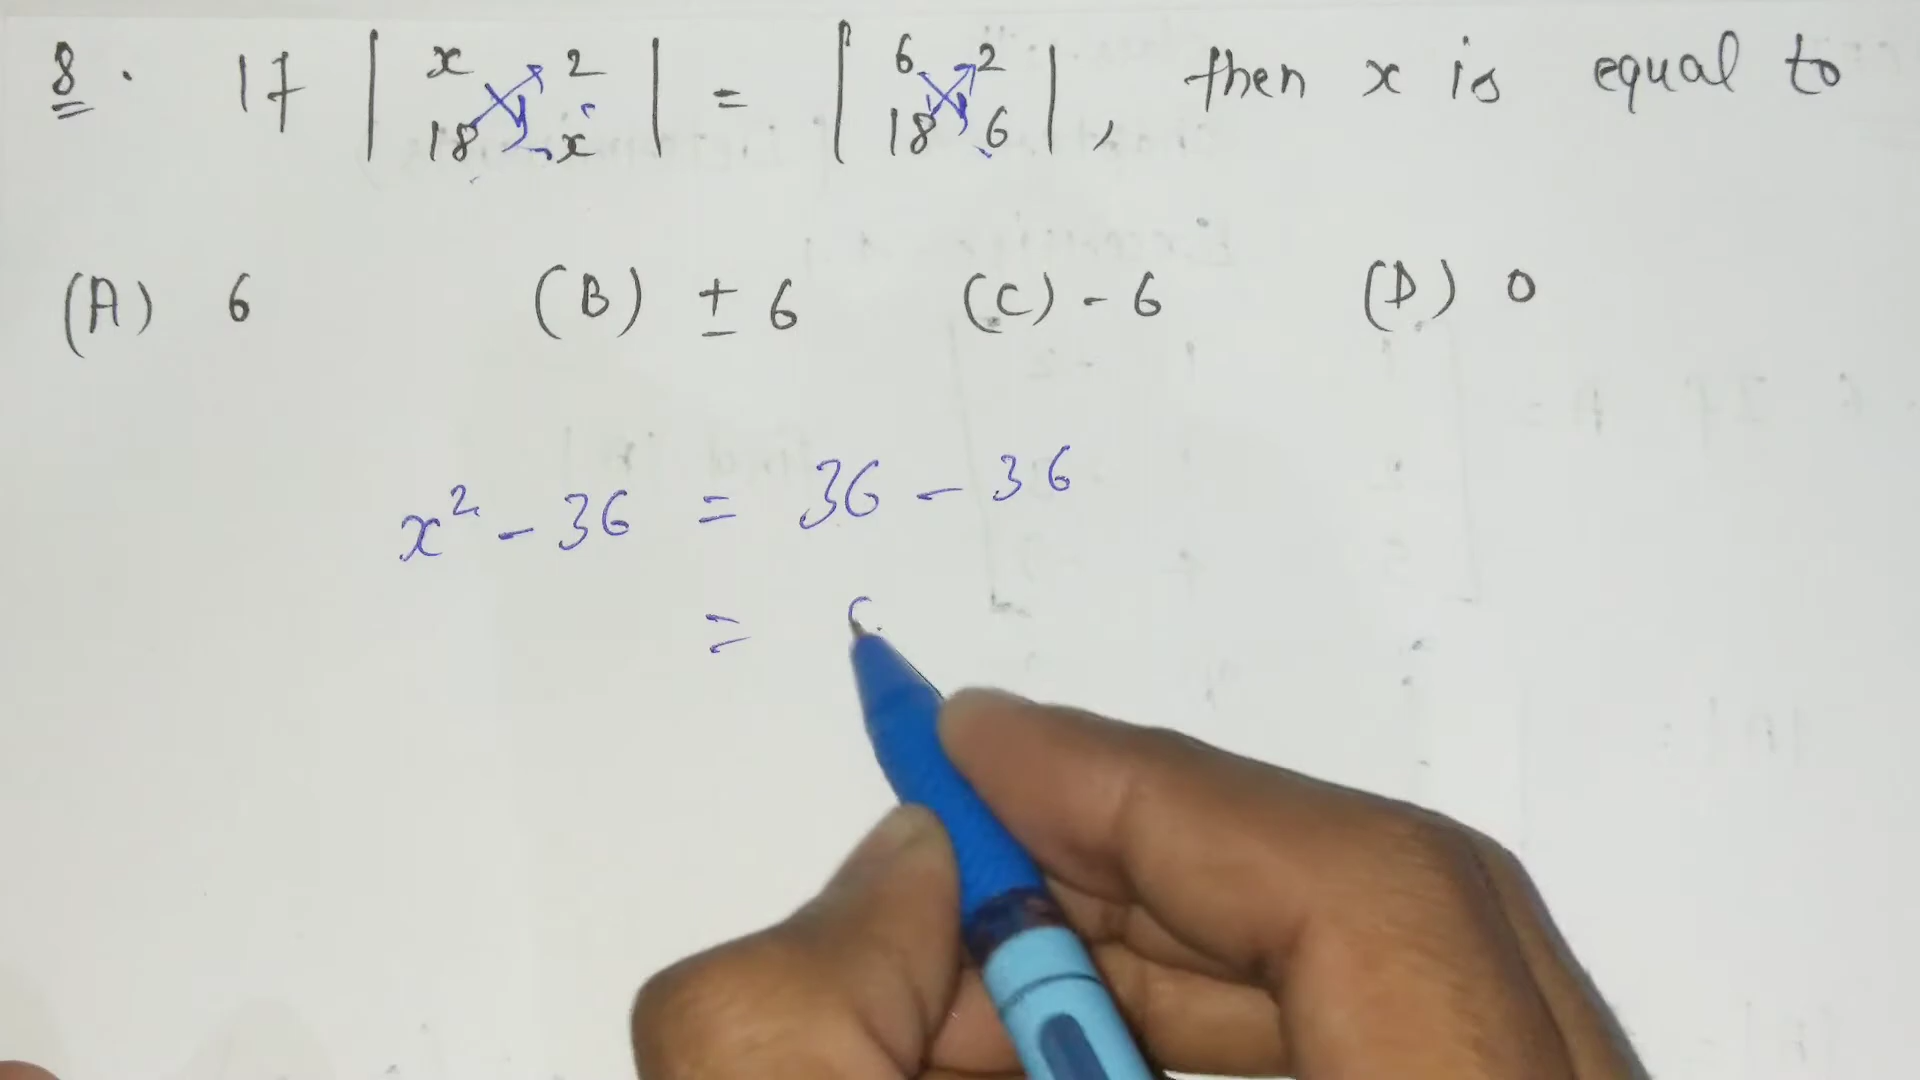 8. If | x 2 | = | 6 2 |, then x is equal to
| 18 x | | 18 6 |
(A) 6 (B) ± 6 (C) - 6 (D) 0
x² - 36 = 36 - 36
=